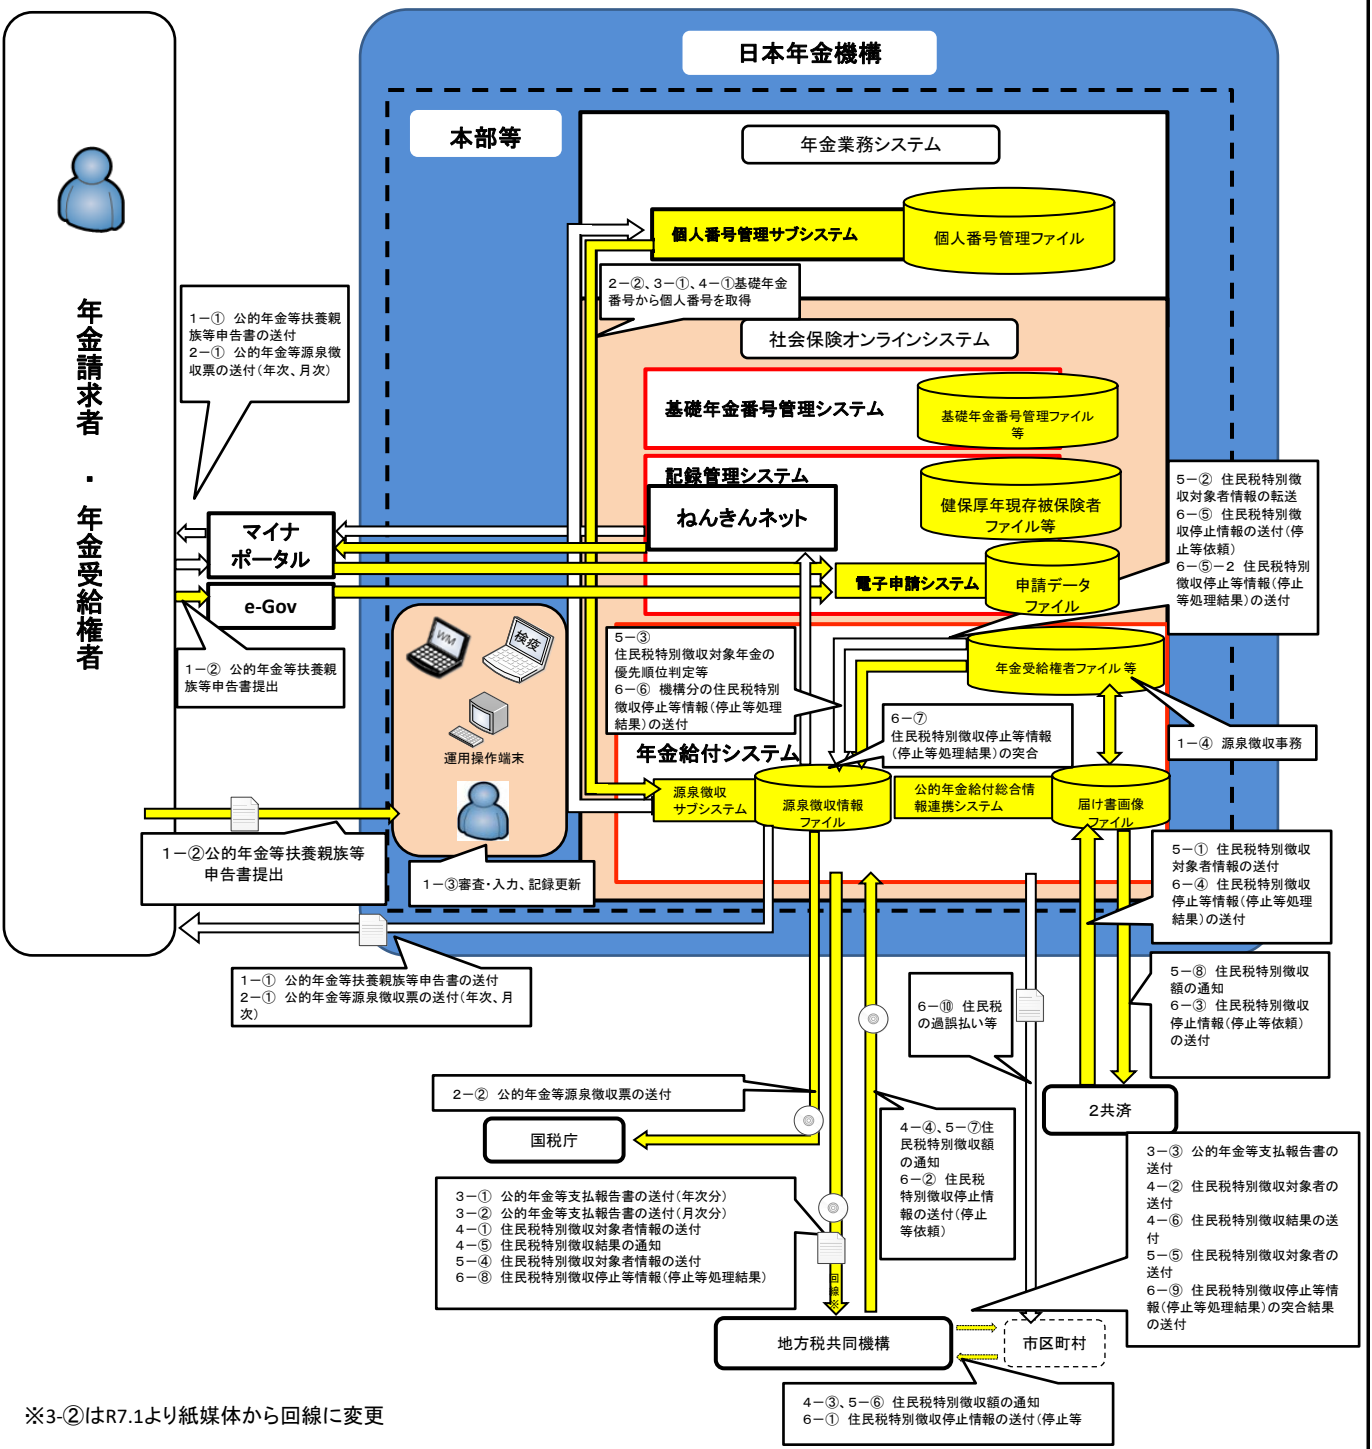 日本年金機構
本部等
年金業務システム
個人番号管理サブシステム
個人番号管理ファイル
2－②、3－①、4－①基礎年金
番号から個人番号を取得
社会保険オンラインシステム
基礎年金番号管理システム
基礎年金番号管理ファイル
等
記録管理システム
健保厚年現存被保険者
ファイル等
ねんきんネット
電子申請システム
申請データ
ファイル
年金請求者　・　年金受給権者
1－①　公的年金等扶養親
族等申告書の送付
2－①　公的年金等源泉徴
収票の送付(年次、月次)
マイナ
ポータル
e-Gov
1－②　公的年金等扶養親
族等申告書提出
WM
検疫
運用操作端末
1－③審査・入力、記録更新
1－②公的年金等扶養親族等
申告書提出
1－①　公的年金等扶養親族等申告書の送付
2－①　公的年金等源泉徴収票の送付(年次、月
次)
5－②　住民税特別徴
収対象者情報の転送
6－⑤　住民税特別徴
収停止情報の送付(停
止等依頼)
6－⑤－2　住民税特別
徴収停止等情報(停止
等処理結果)の送付
5－③
住民税特別徴収対象年金の
優先順位判定等
6－⑥　機構分の住民税特別
徴収停止等情報(停止等処理
結果)の送付
年金受給権者ファイル等
6－⑦
住民税特別徴収停止等情報
(停止等処理結果)の突合
1－④　源泉徴収事務
年金給付システム
源泉徴収
サブシステム
源泉徴収情報
ファイル
公的年金給付総合情
報連携システム
届け書画像
ファイル
5－①　住民税特別徴収
対象者情報の送付
6－④　住民税特別徴収
停止等情報(停止等処理
結果)の送付
5－⑧　住民税特別徴収
額の通知
6－③　住民税特別徴収
停止情報(停止等依頼)
の送付
6－⑩　住民税
の過誤払い等
2－②　公的年金等源泉徴収票の送付
国税庁
2共済
4－④、5－⑦住
民税特別徴収額
の通知
6－②　住民税
特別徴収停止情
報の送付(停止
等依頼)
3－③　公的年金等支払報告書の
送付
4－②　住民税特別徴収対象者の
送付
4－⑥　住民税特別徴収結果の送
付
5－⑤　住民税特別徴収対象者の
送付
6－⑨　住民税特別徴収停止等情
報(停止等処理結果)の突合結果
の送付
3－①　公的年金等支払報告書の送付(年次分)
3－②　公的年金等支払報告書の送付(月次分)
4－①　住民税特別徴収対象者情報の送付
4－⑤　住民税特別徴収結果の通知
5－④　住民税特別徴収対象者情報の送付
6－⑧　住民税特別徴収停止等情報(停止等処理結果)
回線※
地方税共同機構
市区町村
4－③、5－⑥　住民税特別徴収額の通知
6－①　住民税特別徴収停止情報の送付(停止等
※3-②はR7.1より紙媒体から回線に変更